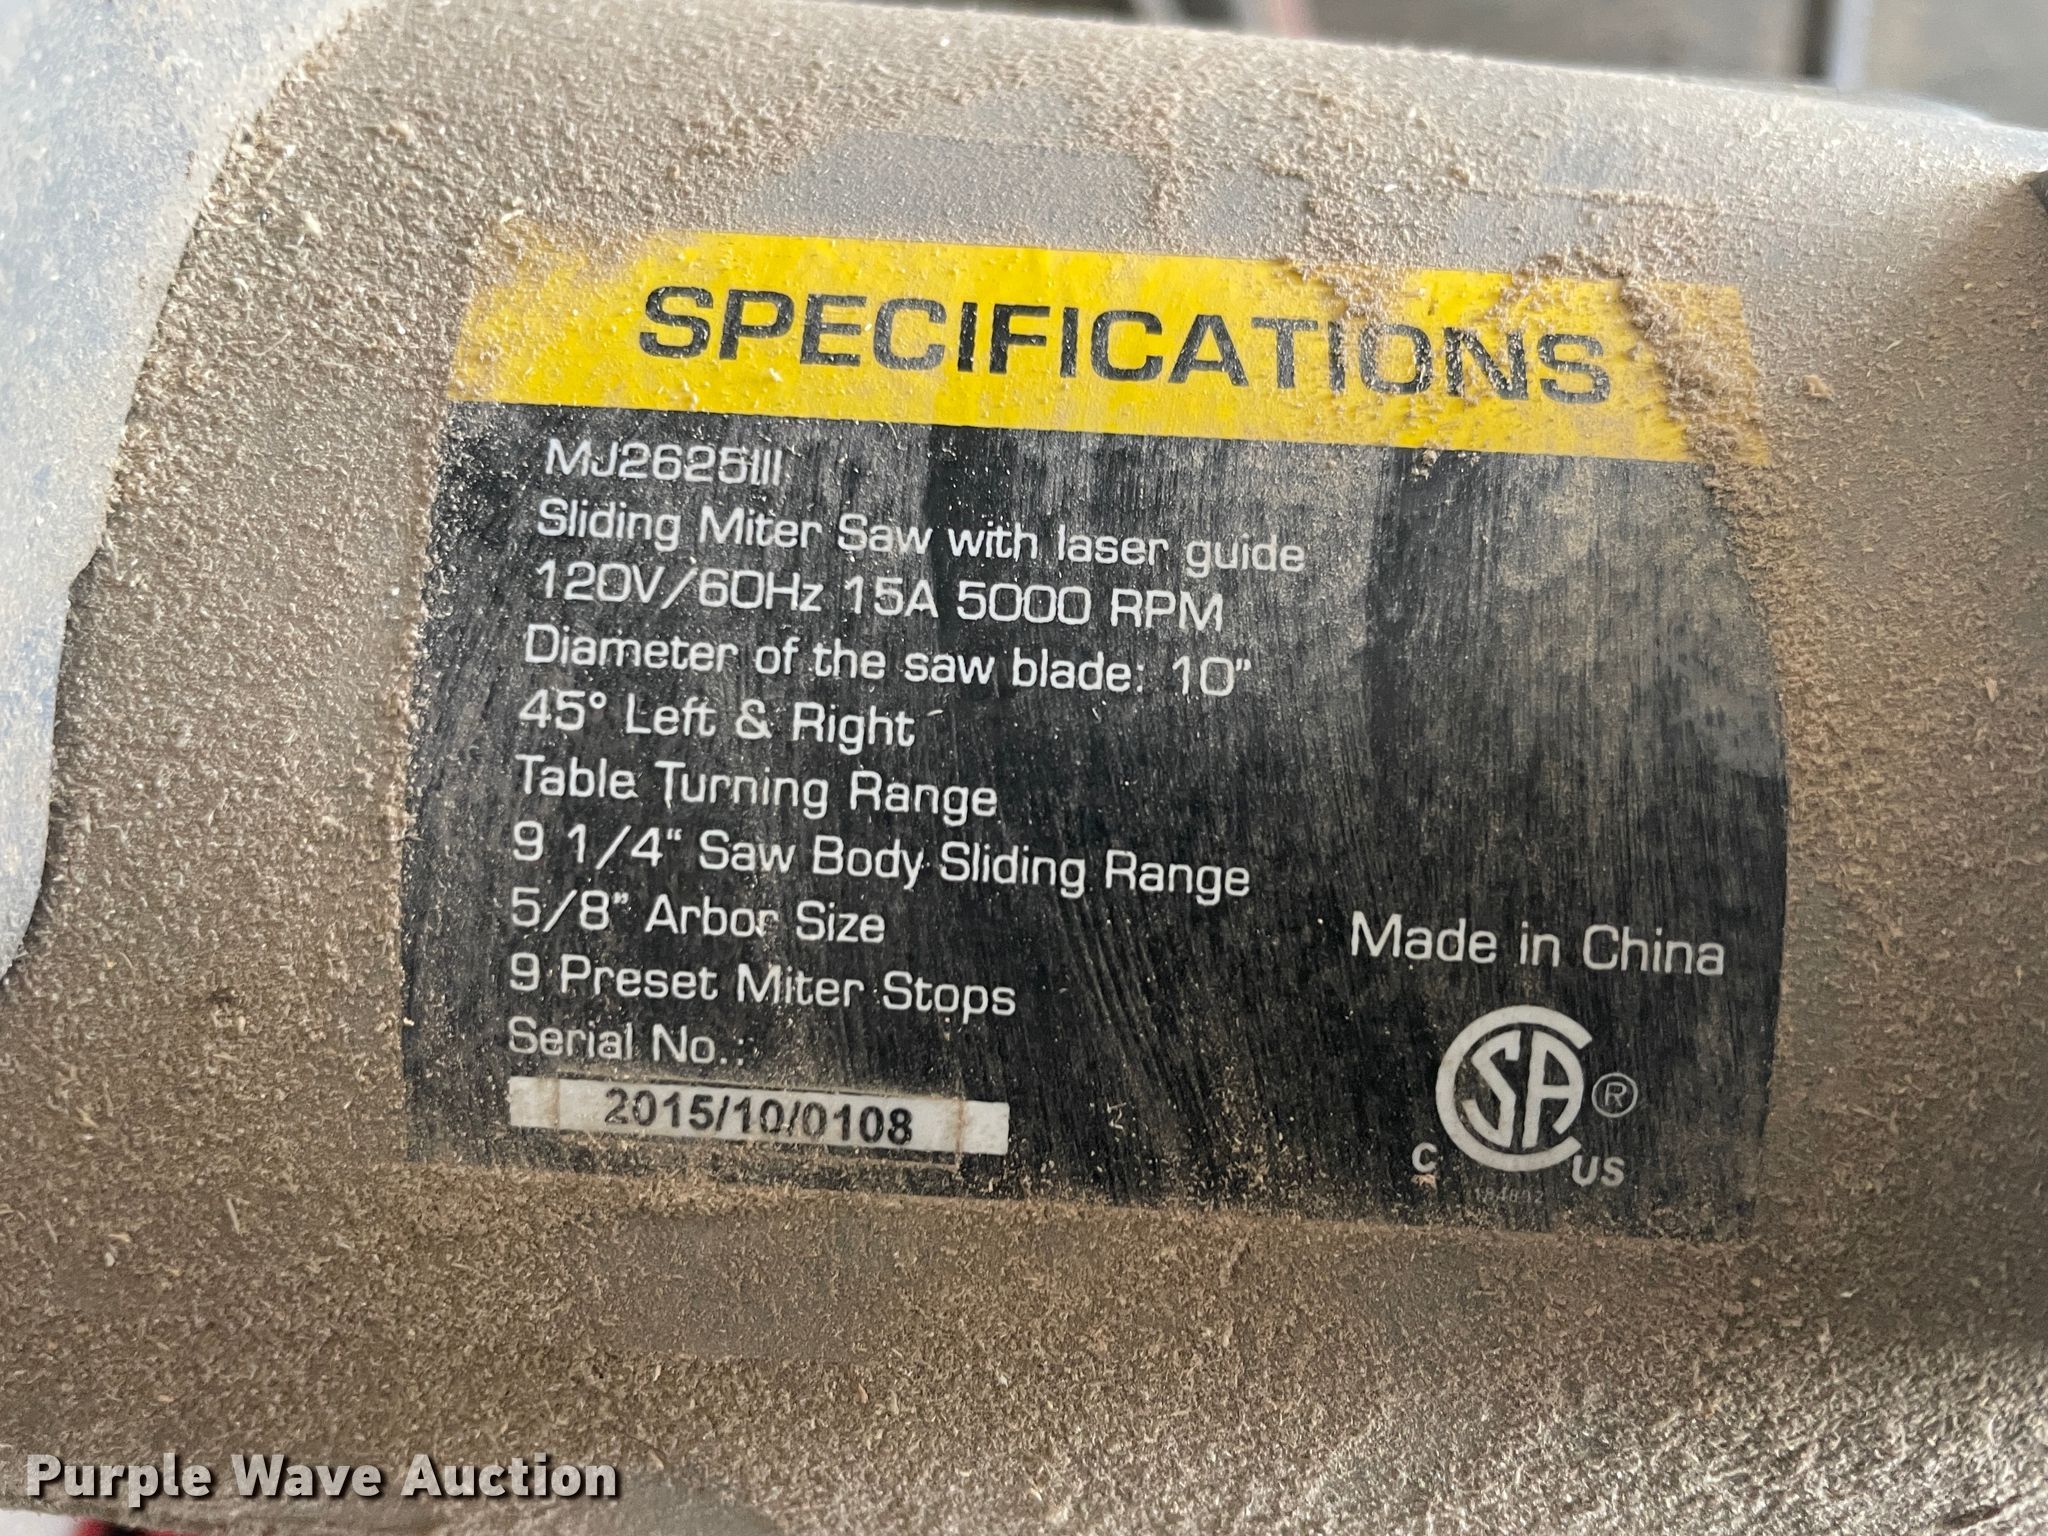 SPECIFICATIONS
MJ2625III
Sliding Miter Saw with laser guide
120V/60Hz 15A 5000 RPM
Diameter of the saw blade: 10"
45° Left & Right
Table Turning Range
9 1/4“ Saw Body Sliding Range
5/8” Arbor Size
9 Preset Miter Stops
Serial No.:
2015/10/0108
Made in China
CSA®
C US
Purple Wave Auction